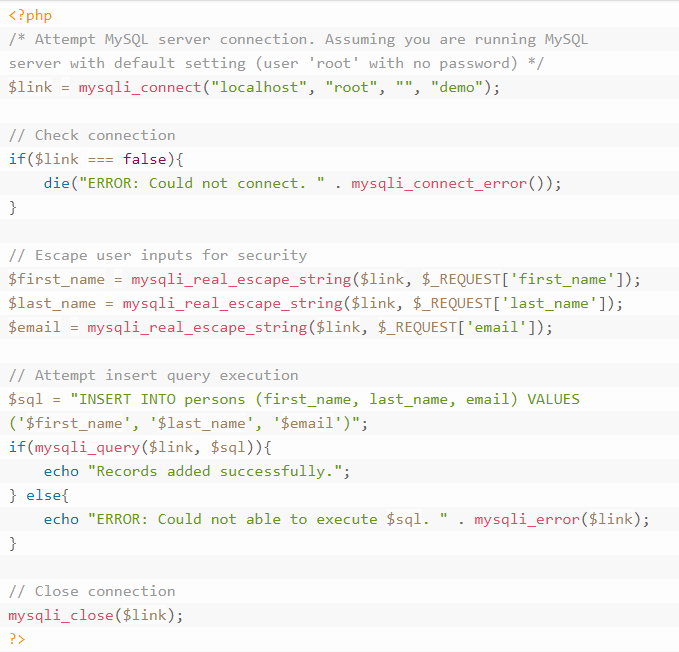 <?php
/* Attempt MySQL server connection. Assuming you are running MySQL
server with default setting (user 'root' with no password) */
$link = mysqli_connect("localhost", "root", "", "demo");
// Check connection
if($link === false){
    die("ERROR: Could not connect. " . mysqli_connect_error());
}
// Escape user inputs for security
$first_name = mysqli_real_escape_string($link, $_REQUEST['first_name']);
$last_name = mysqli_real_escape_string($link, $_REQUEST['last_name']);
$email = mysqli_real_escape_string($link, $_REQUEST['email']);
// Attempt insert query execution
$sql = "INSERT INTO persons (first_name, last_name, email) VALUES
('$first_name', '$last_name', '$email')";
if(mysqli_query($link, $sql)){
    echo "Records added successfully.";
} else{
    echo "ERROR: Could not able to execute $sql. " . mysqli_error($link);
}
// Close connection
mysqli_close($link);
?>